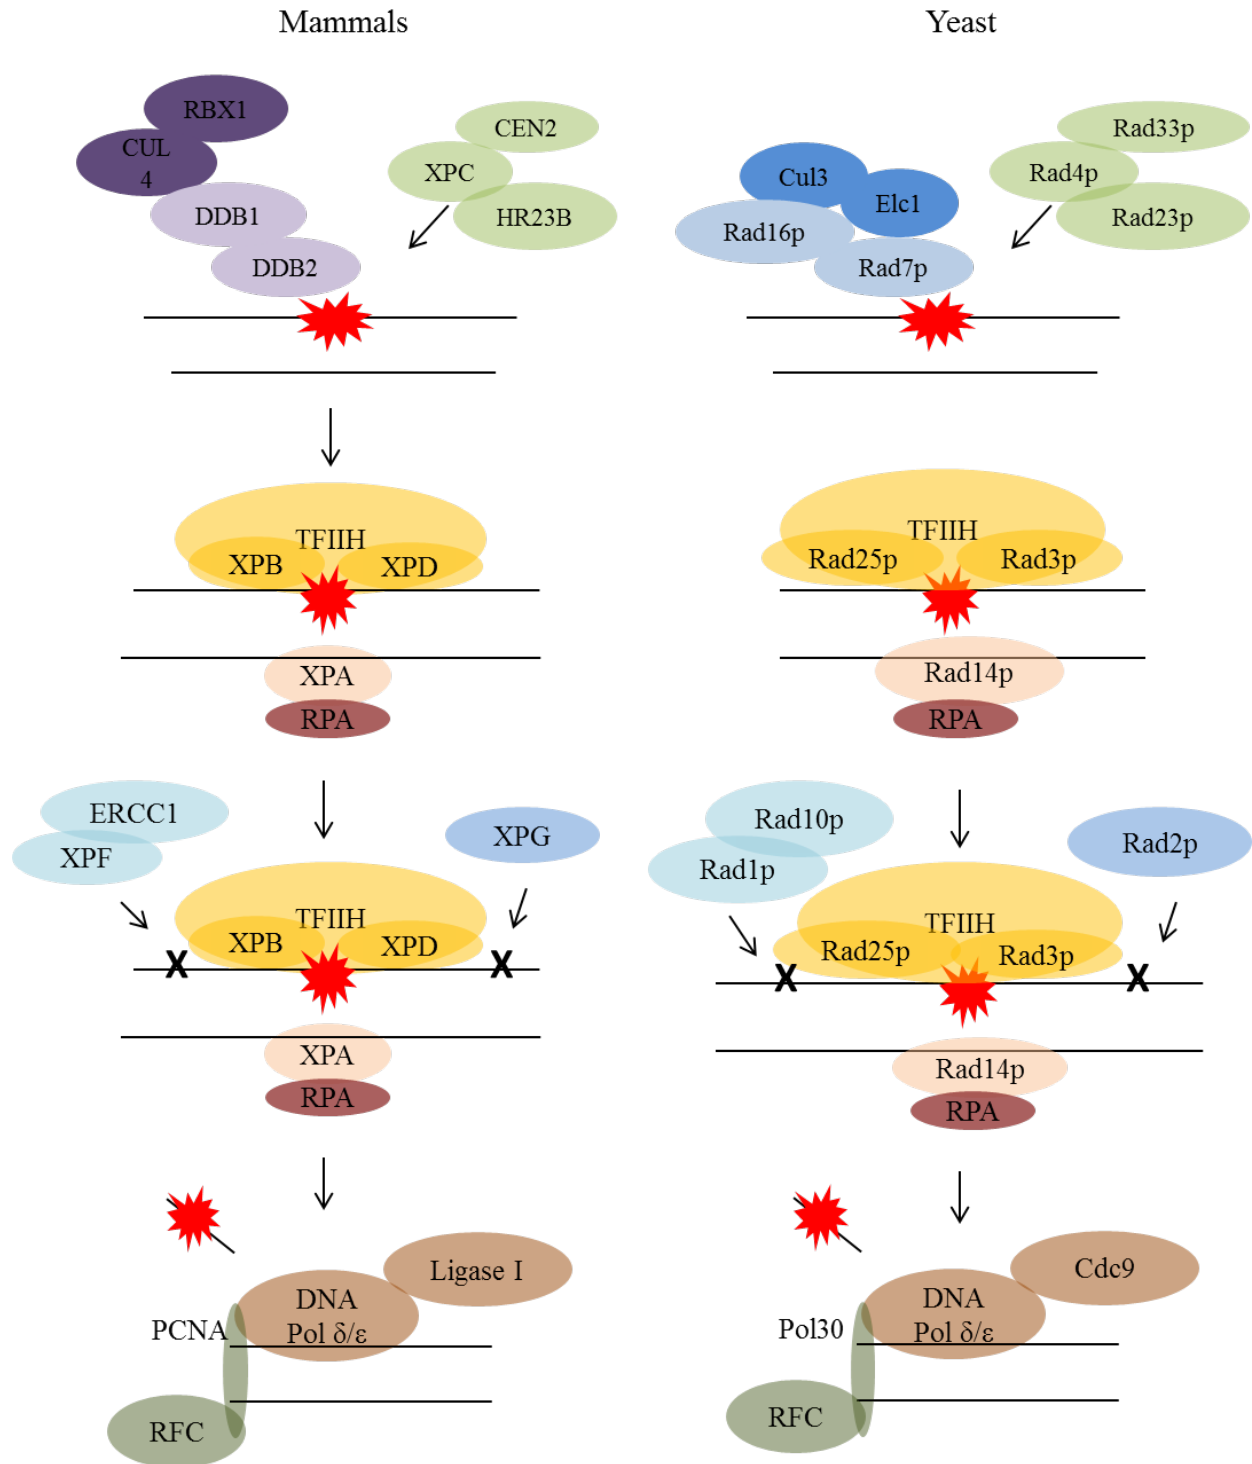 Mammals
Yeast
RBX1
CUL
4
DDB1
DDB2
CEN2
XPC
HR23B
Cul3
Elc1
Rad16p
Rad7p
Rad33p
Rad4p
Rad23p
TFIIH
XPB
XPD
XPA
RPA
TFIIH
Rad25p
Rad3p
Rad14p
RPA
ERCC1
XPF
XPG
TFIIH
XPB
XPD
X
X
XPA
RPA
Rad10p
Rad1p
Rad2p
TFIIH
Rad25p
Rad3p
X
X
Rad14p
RPA
Ligase I
DNA
Pol δ/ε
PCNA
RFC
Cdc9
DNA
Pol δ/ε
Pol30
RFC